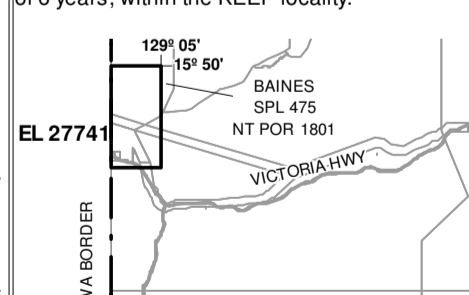 of 6 years, within the KEEP locality.
129º 05'
15º 50'
BAINES
SPL 475
NT POR 1801
EL 27741
VICTORIA HWY
WA BORDER